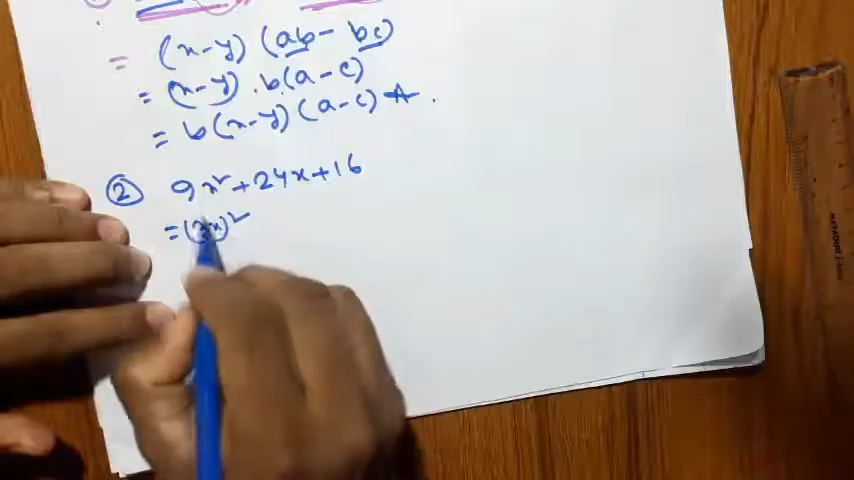 = (x-y) (ab - bc)
= (x-y) . b(a-c)
= b(x-y) (a-c) A .
② 9x² + 24x + 16
= (3x)²